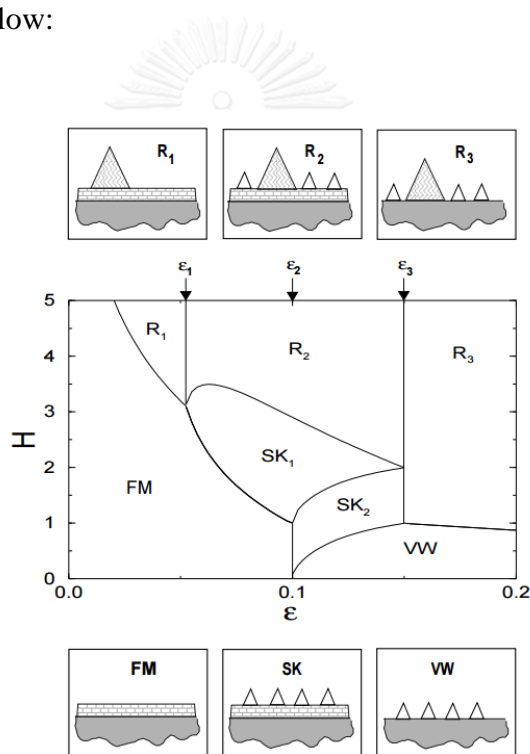 low:
R1
R2
R3
ε1 ε2 ε3
5
4
3
2
1
0
H
R1
R2
R3
SK1
FM
SK2
VW
0.0 0.1 0.2
ε
FM
SK
VW